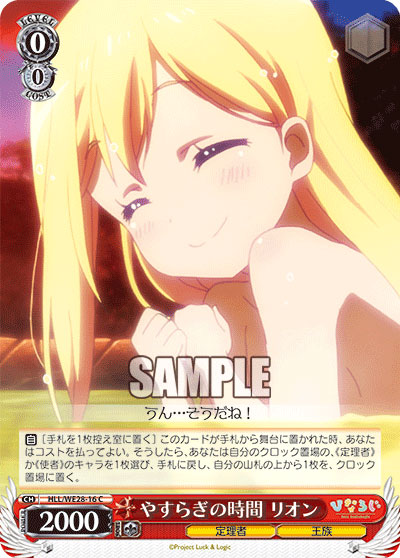 LEVEL
0
0
COST
SAMPLE
うん…そうだね！
自 [手札を1枚控え室に置く] このカードが手札から舞台に置かれた時、あなた
はコストを払ってよい。そうしたら、あなたは自分のクロック置場の、《定理者》
か《使者》のキャラを1枚選び、手札に戻し、自分の山札の上から1枚を、クロッ
ク置場に置く。
CH HLL/WE28-16 C
2000
やすらぎの時間 リオン
ひなろじ
定理者
王族
©Project Luck & Logic